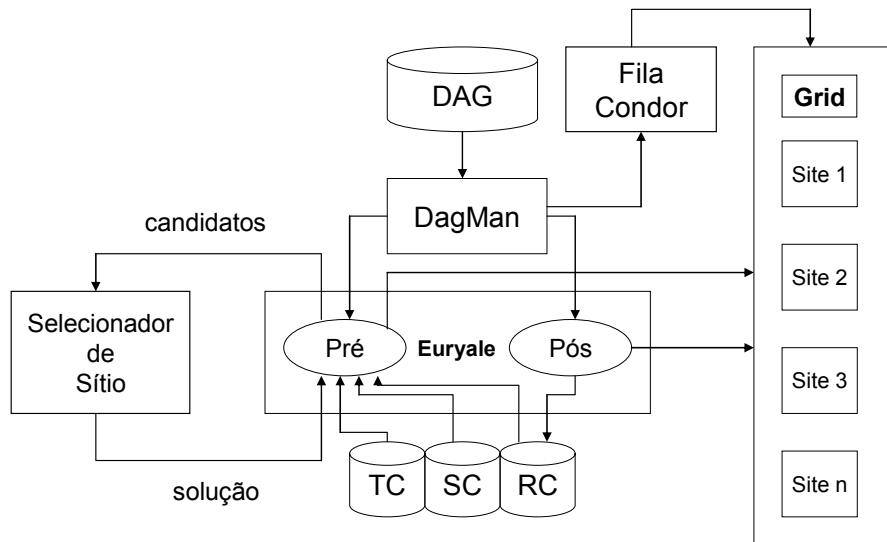 DAG
Fila
Condor
Grid
Site 1
DagMan
candidatos
Site 2
Selecionador
de
Sítio
Pré
Euryale
Pós
Site 3
TC
SC
RC
solução
Site n